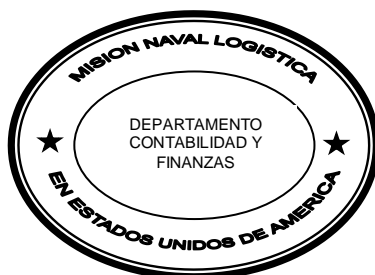 MISION NAVAL LOGISTICA
DEPARTAMENTO
CONTABILIDAD Y
FINANZAS
EN ESTADOS UNIDOS DE AMERICA